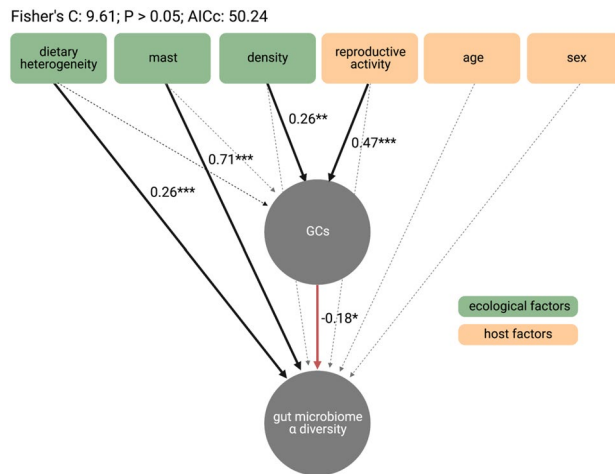 Fisher's C: 9.61; P > 0.05; AICc: 50.24
dietary
heterogeneity
mast
density
reproductive
activity
age
sex
0.26**
0.47***
0.71***
0.26***
GCs
-0.18*
ecological factors
host factors
gut microbiome
α diversity